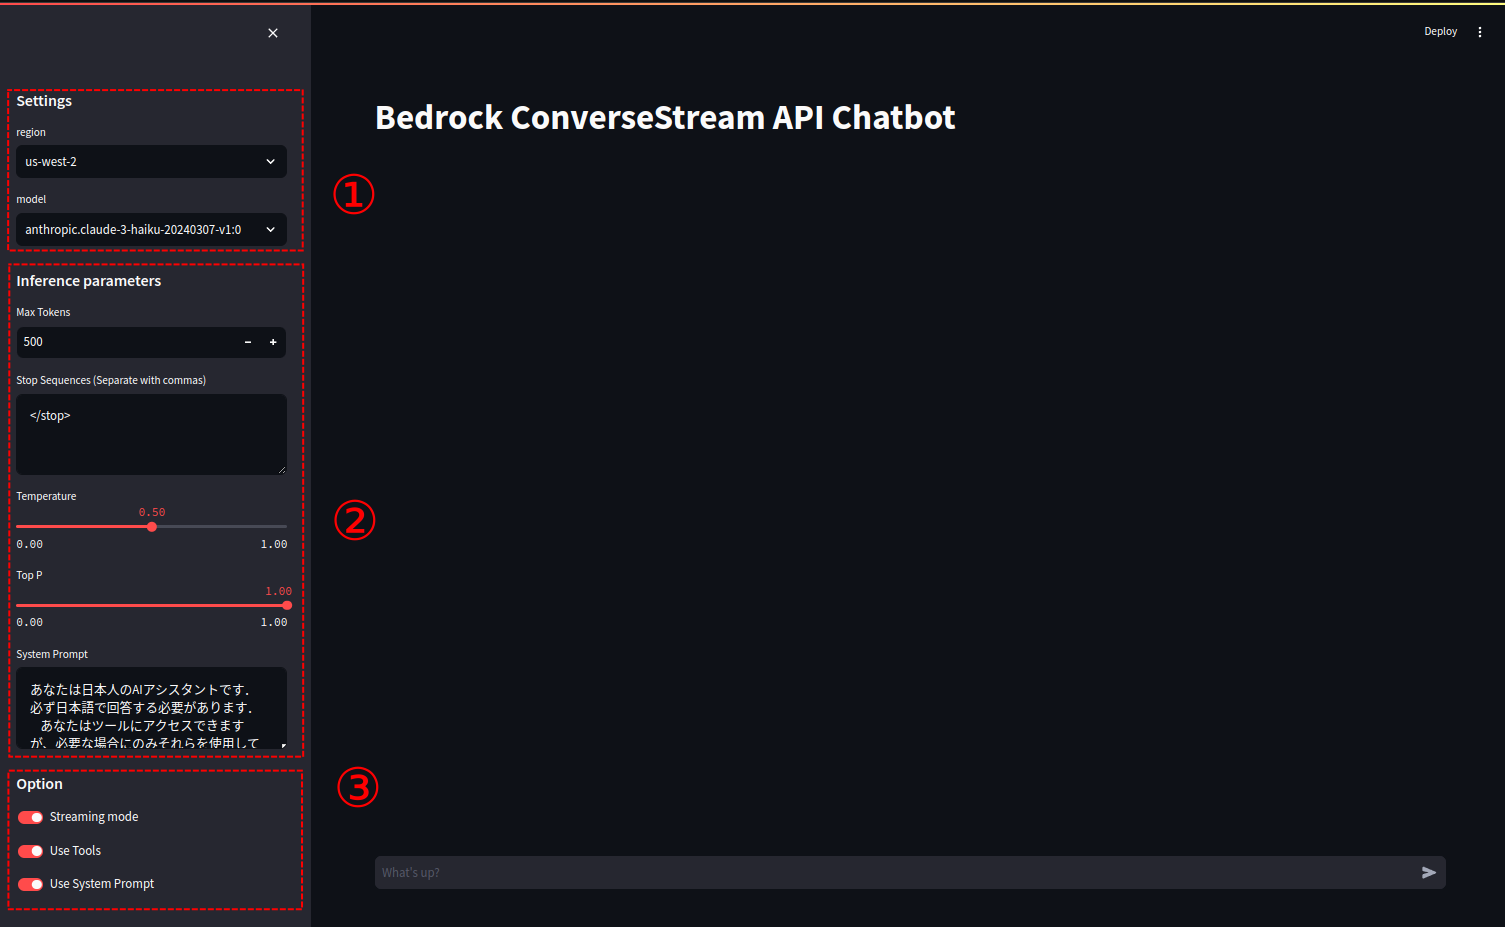 Deploy
Settings
region
us-west-2
model
anthropic.claude-3-haiku-20240307-v1:0
Inference parameters
Max Tokens
500
Stop Sequences (Separate with commas)
</stop>
Temperature
0.50
0.00 1.00
Top P
1.00
0.00 1.00
System Prompt
あなたは日本人のAIアシスタントです.
必ず日本語で回答する必要があります.
あなたはツールにアクセスできます
が、必要な場合にのみそれらを使用して
Option
Streaming mode
Use Tools
Use System Prompt
Bedrock ConverseStream API Chatbot
①
②
③
What's up?